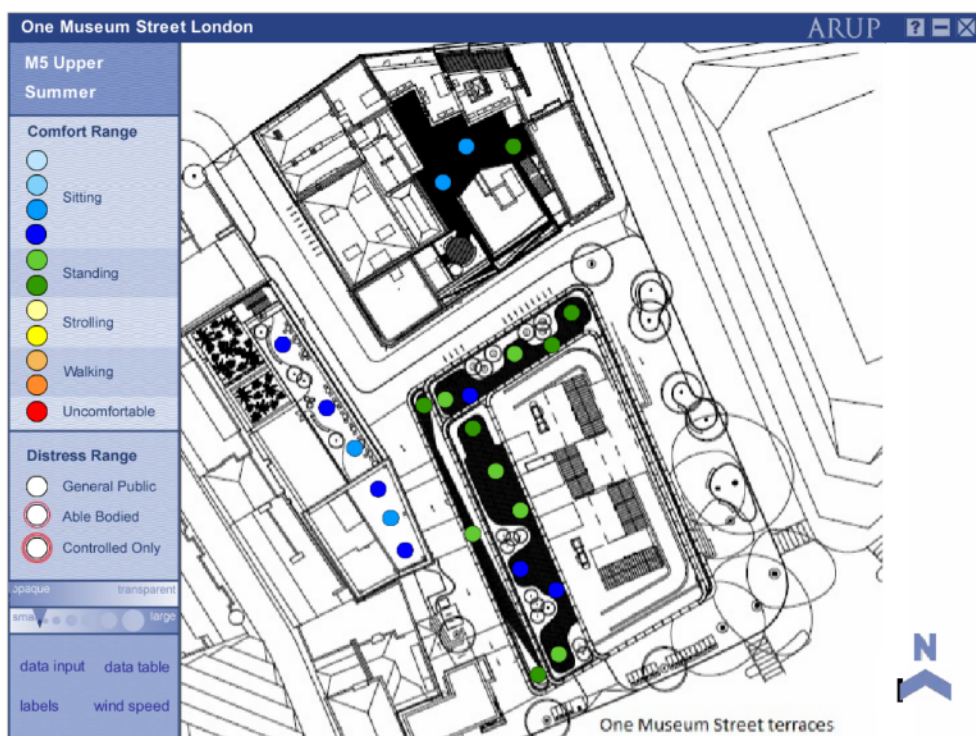 One Museum Street London
ARUP ? – X
M5 Upper
Summer
Comfort Range
Sitting
Standing
Strolling
Walking
Uncomfortable
Distress Range
General Public
Able Bodied
Controlled Only
opaque transparent
small large
data input data table
labels wind speed
N
One Museum Street terraces